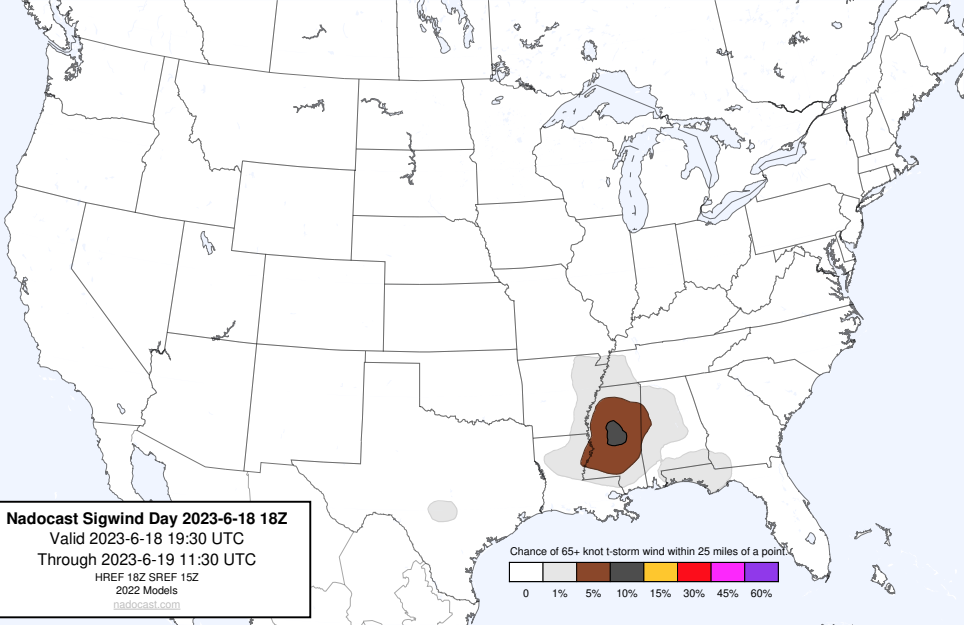 Nadocast Sigwind Day 2023-6-18 18Z
Valid 2023-6-18 19:30 UTC
Through 2023-6-19 11:30 UTC
HREF 18Z SREF 15Z
2022 Models
nadocast.com
Chance of 65+ knot t-storm wind within 25 miles of a point.
0 1% 5% 10% 15% 30% 45% 60%